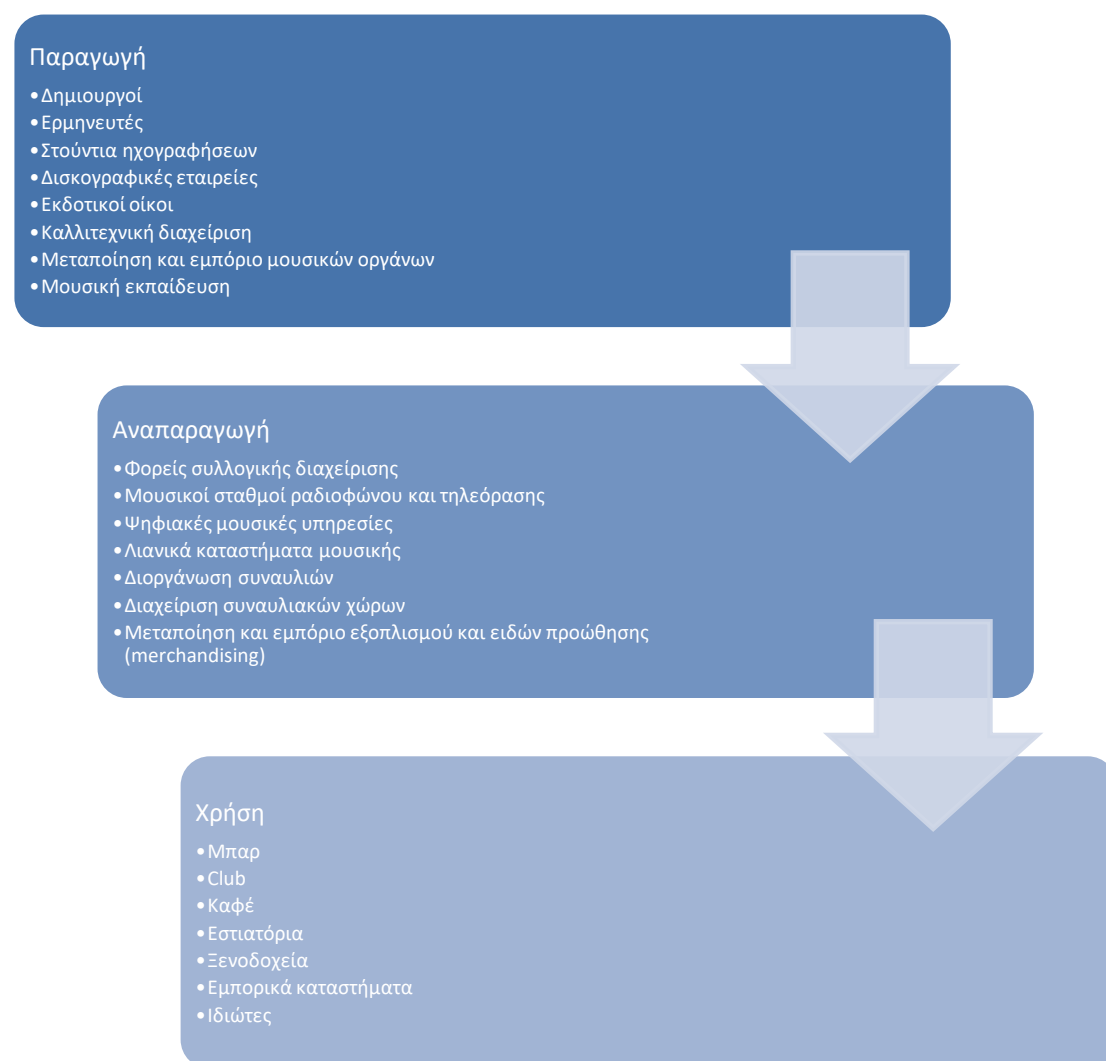 Παραγωγή
•Δημιουργοί
•Ερμηνευτές
•Στούντια ηχογραφήσεων
•Δισκογραφικές εταιρείες
•Εκδοτικοί οίκοι
•Καλλιτεχνική διαχείριση
•Μεταποίηση και εμπόριο μουσικών οργάνων
•Μουσική εκπαίδευση
Αναπαραγωγή
•Φορείς συλλογικής διαχείρισης
•Μουσικοί σταθμοί ραδιοφώνου και τηλεόρασης
•Ψηφιακές μουσικές υπηρεσίες
•Λιανικά καταστήματα μουσικής
•Διοργάνωση συναυλιών
•Διαχείριση συναυλιακών χώρων
•Μεταποίηση και εμπόριο εξοπλισμού και ειδών προώθησης
(merchandising)
Χρήση
•Μπαρ
•Club
•Καφέ
•Εστιατόρια
•Ξενοδοχεία
•Εμπορικά καταστήματα
•Ιδιώτες